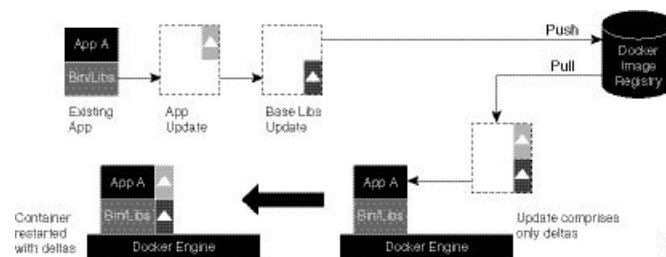 App A
Bin/Libs
Existing
App
App
Update
Base Libs
Update
Push
Pull
Docker
Image
Registry
App A
Bin/Libs
Container
restarted
with deltas
Docker Engine
App A
Bin/Libs
Update comprises
only deltas
Docker Engine